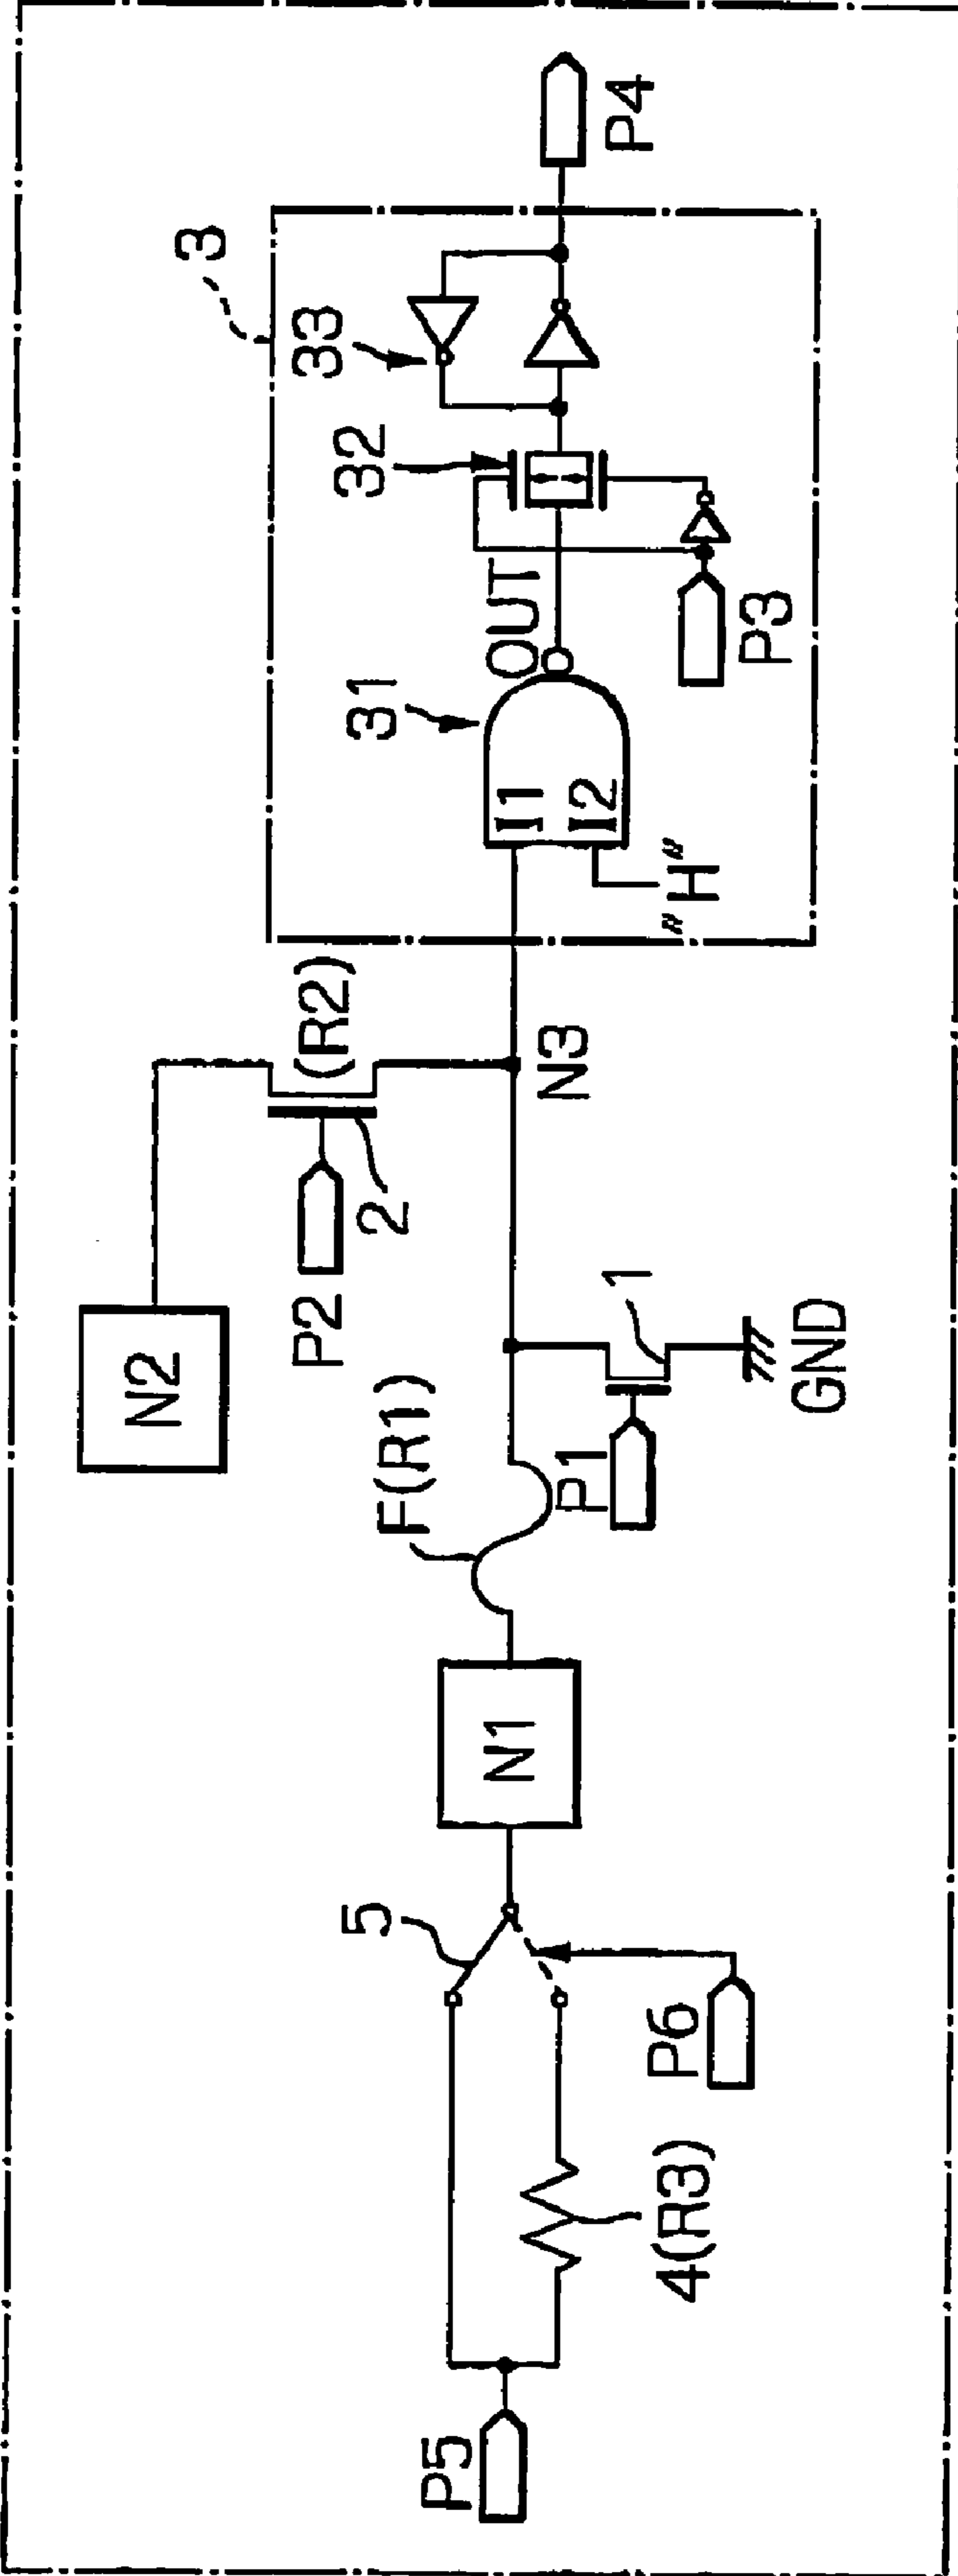 P5
4(R3)
P6
5
N1
F(R1)
P1
1
GND
N2
P2
2
(R2)
N3
3
31
I1
I2
"H"
OUT
32
33
P3
P4